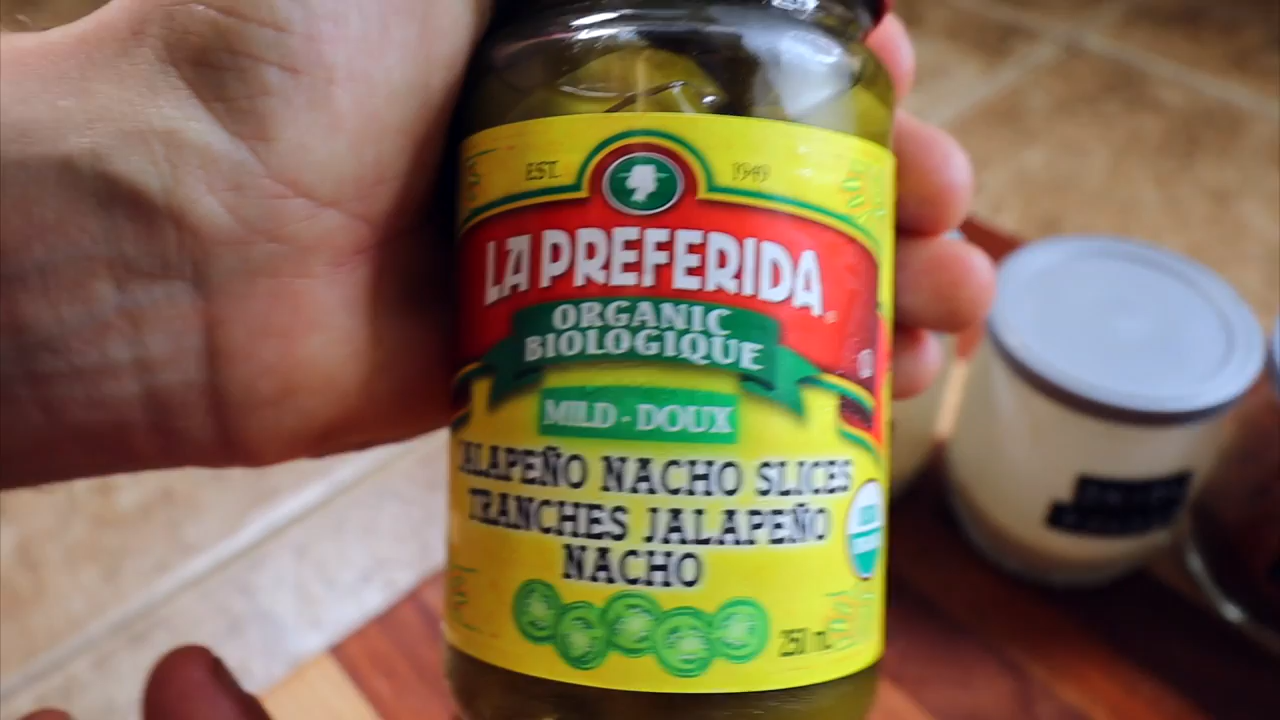 EST. 1949
LA PREFERIDA
ORGANIC
BIOLOGIQUE
MILD - DOUX
JALAPEÑO NACHO SLICES
TRANCHES JALAPEÑO
NACHO
250 mL